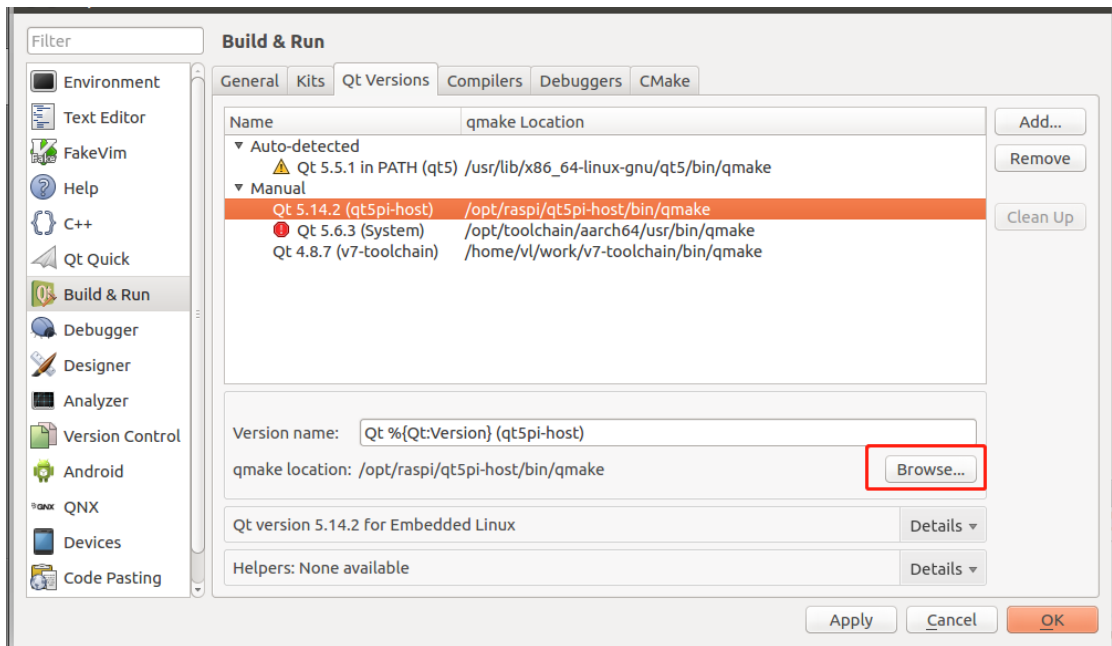 Filter
Build & Run
Environment
Text Editor
FakeVim
Help
C++
Qt Quick
Build & Run
Debugger
Designer
Analyzer
Version Control
Android
QNX
Devices
Code Pasting
General Kits Qt Versions Compilers Debuggers CMake
Name qmake Location
Auto-detected
Qt 5.5.1 in PATH (qt5) /usr/lib/x86_64-linux-gnu/qt5/bin/qmake
Manual
Qt 5.14.2 (qt5pi-host) /opt/raspi/qt5pi-host/bin/qmake
Qt 5.6.3 (System) /opt/toolchain/aarch64/usr/bin/qmake
Qt 4.8.7 (v7-toolchain) /home/vl/work/v7-toolchain/bin/qmake
Add...
Remove
Clean Up
Version name: Qt %{Qt:Version} (qt5pi-host)
qmake location: /opt/raspi/qt5pi-host/bin/qmake Browse...
Qt version 5.14.2 for Embedded Linux Details
Helpers: None available Details
Apply Cancel OK